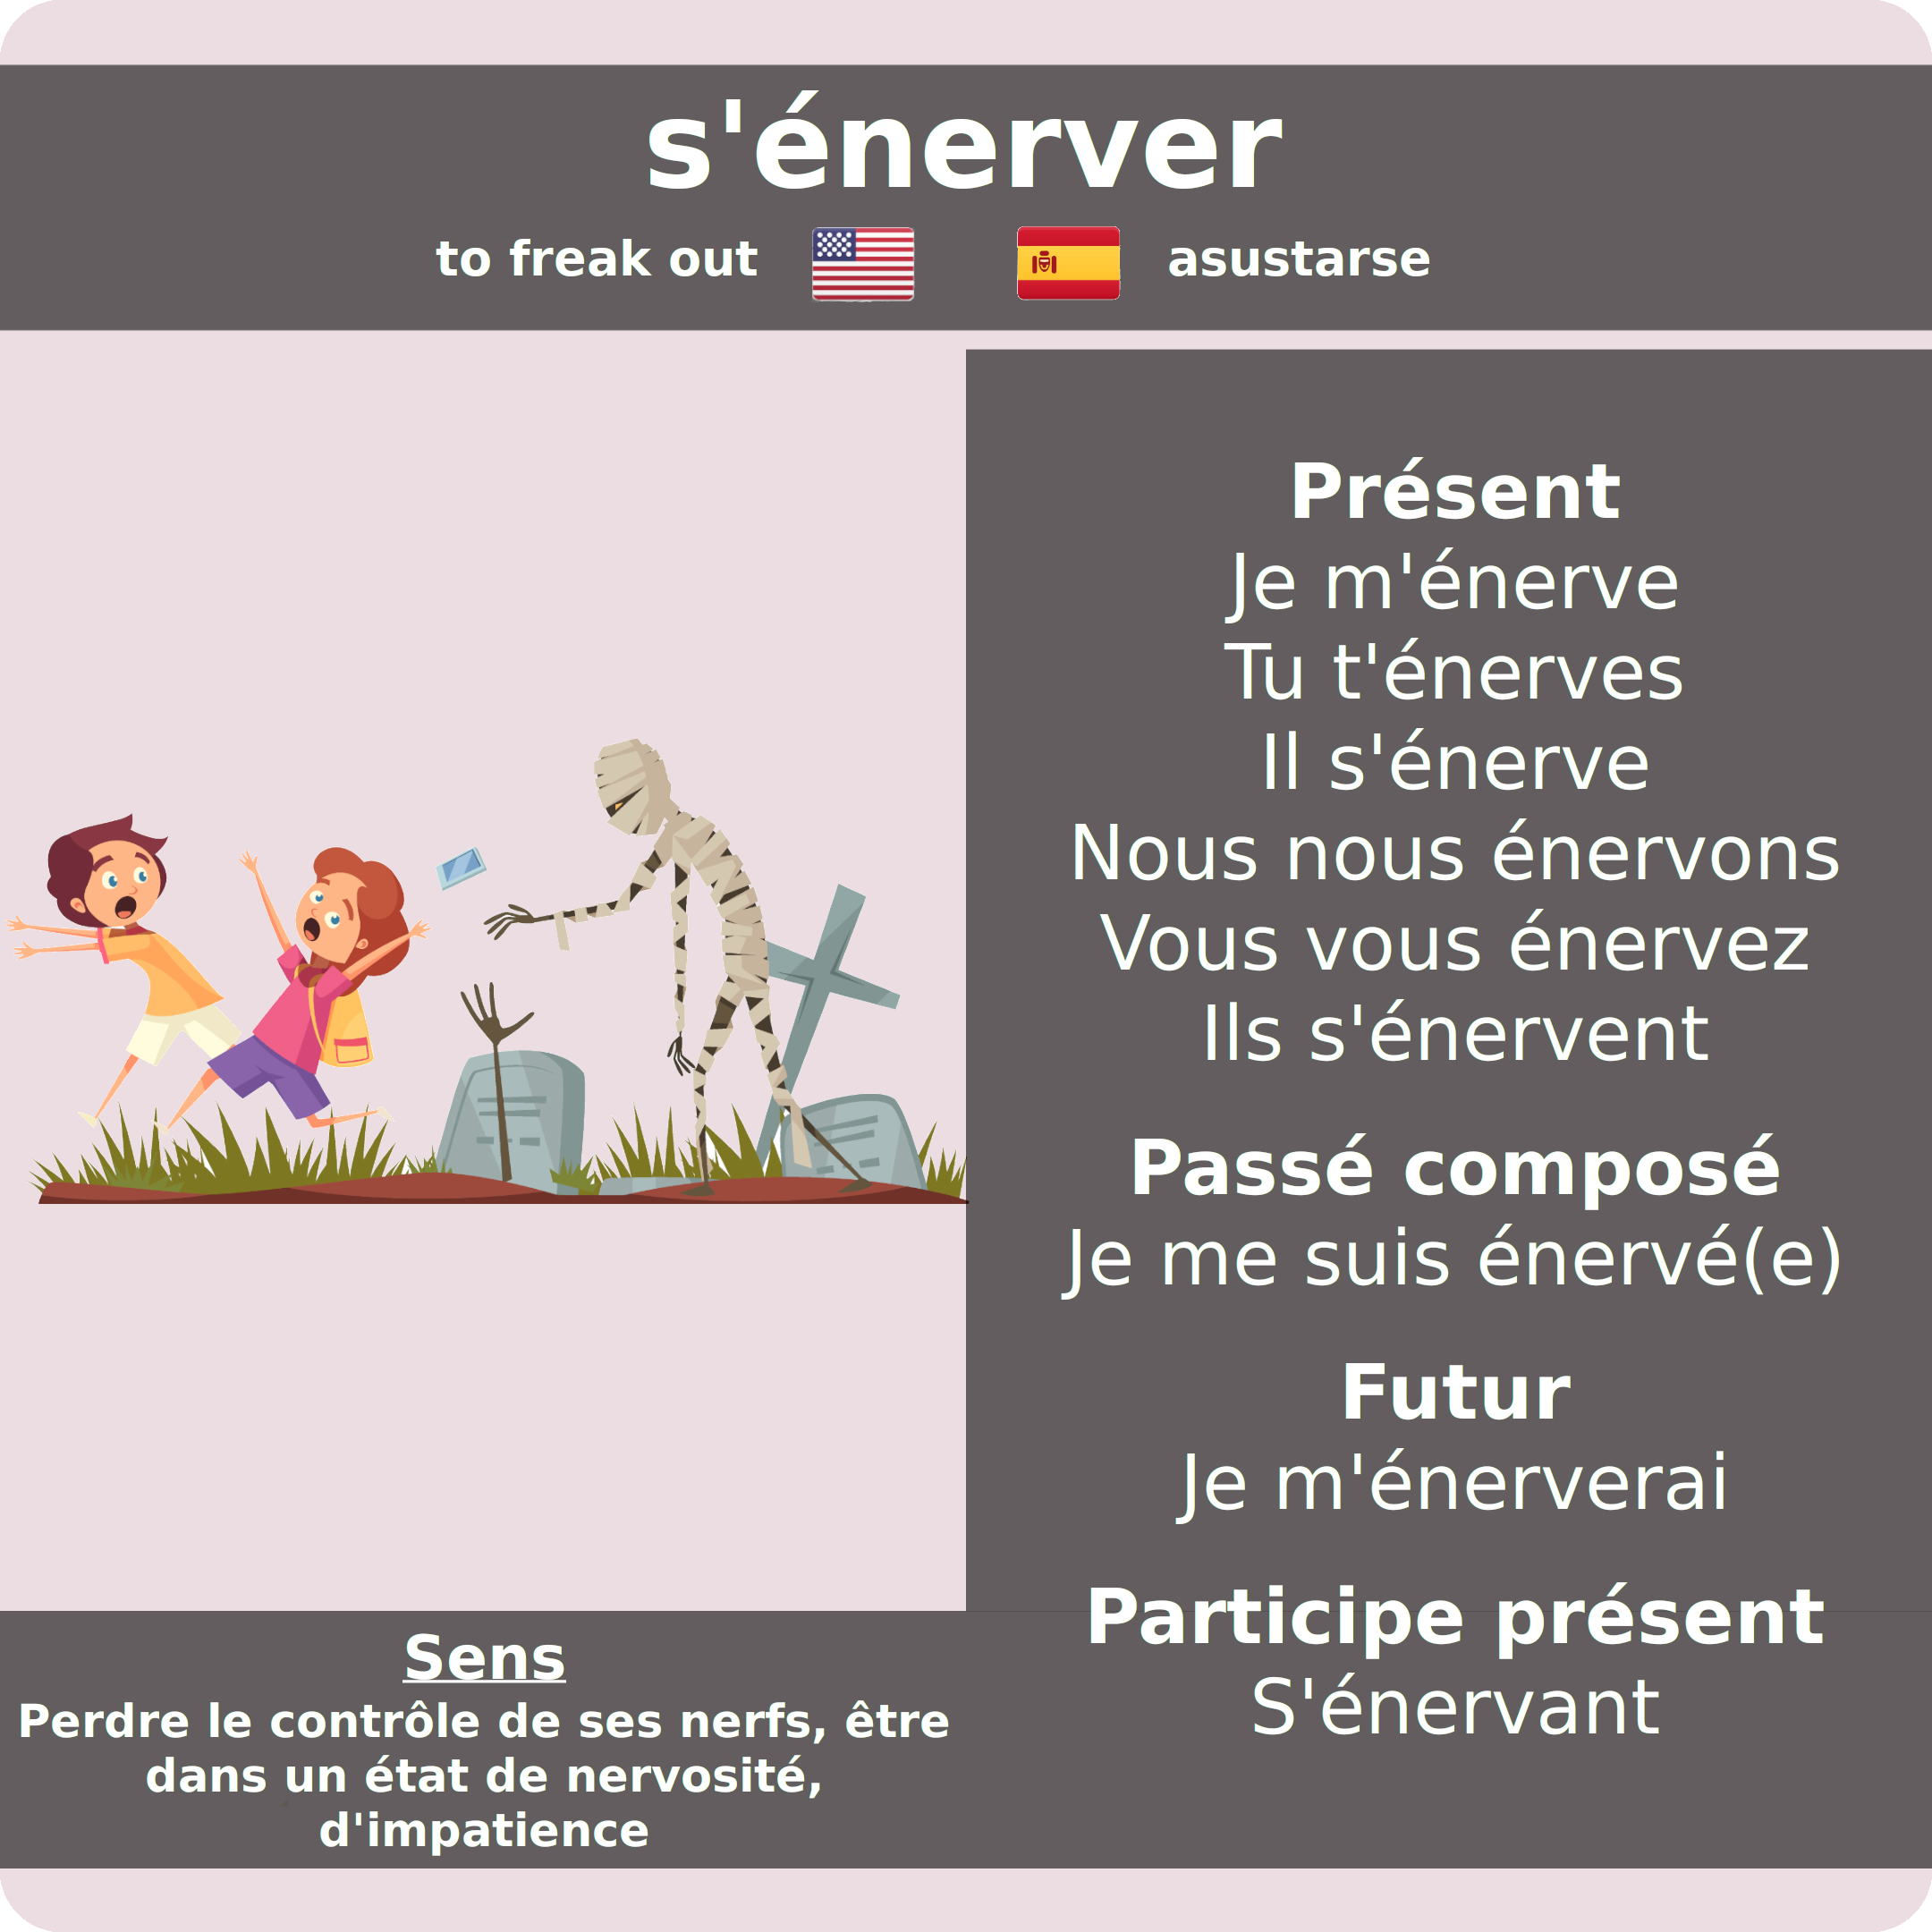 s'énerver
to freak out
asustarse
Présent
Je m'énerve
Tu t'énerves
Il s'énerve
Nous nous énervons
Vous vous énervez
Ils s'énervent
Passé composé
Je me suis énervé(e)
Futur
Je m'énerverai
Participe présent
S'énervant
Sens
Perdre le contrôle de ses nerfs, être
dans un état de nervosité,
d'impatience